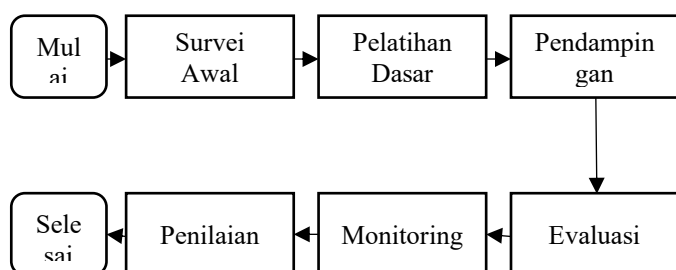 Mul
ai
Survei
Awal
Pelatihan
Dasar
Pendampin
gan
Sele
sai
Penilaian
Monitoring
Evaluasi